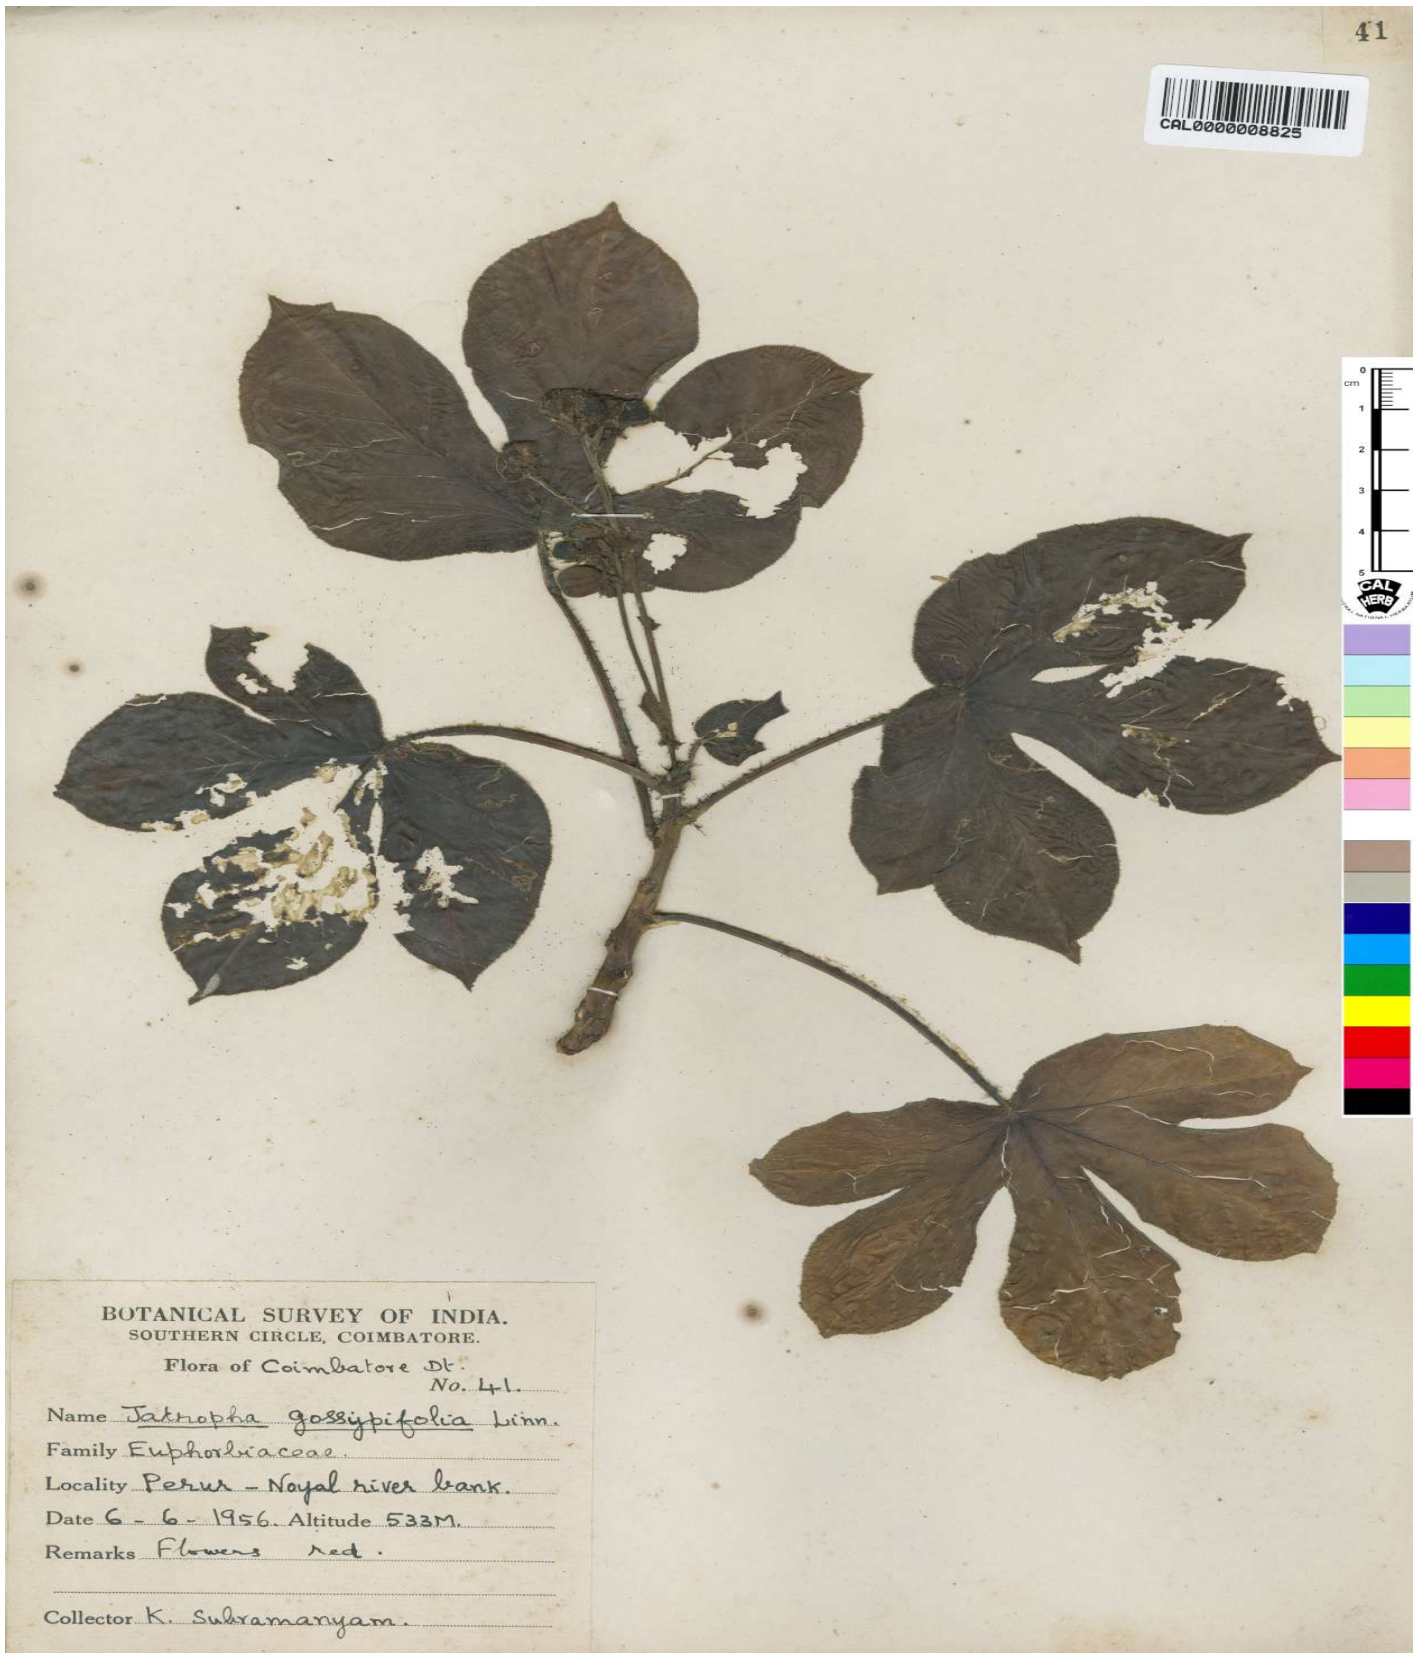 41
CAL0000008825
0
cm
1
2
3
4
5
CAL
HERB
BOTANICAL SURVEY OF INDIA.
SOUTHERN CIRCLE, COIMBATORE.
Flora of Coimbatore Dt.
No. 41.
Name Jatropha gossypifolia Linn.
Family Euphorbiaceae.
Locality Perur - Noyal river bank.
Date 6 - 6 - 1956. Altitude 533M.
Remarks Flowers red.
Collector K. Subramanyam.